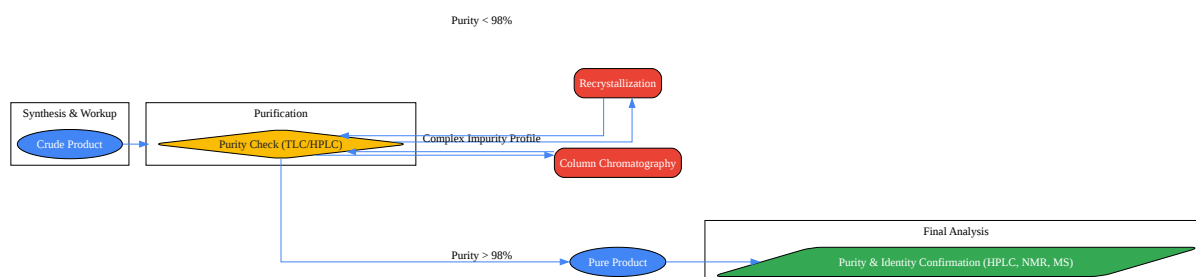 Purity < 98%
Recrystallization
Synthesis & Workup
Purification
Crude Product
Purity Check (TLC/HPLC)
Complex Impurity Profile
Column Chromatography
Final Analysis
Purity > 98%
Pure Product
Purity & Identity Confirmation (HPLC, NMR, MS)